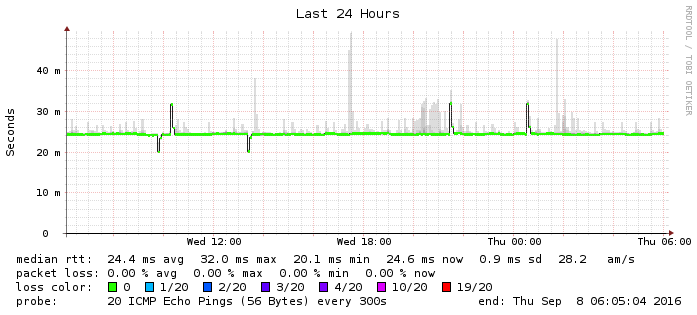 Last 24 Hours
RRDTOOL / TOBI OETIKER
Seconds
40 m
30 m
20 m
10 m
0
Wed 12:00 Wed 18:00 Thu 00:00 Thu 06:00
median rtt: 24.4 ms avg 32.0 ms max 20.1 ms min 24.6 ms now 0.9 ms sd 28.2 am/s
packet loss: 0.00 % avg 0.00 % max 0.00 % min 0.00 % now
loss color: 0 1/20 2/20 3/20 4/20 10/20 19/20
probe: 20 ICMP Echo Pings (56 Bytes) every 300s end: Thu Sep 8 06:05:04 2016